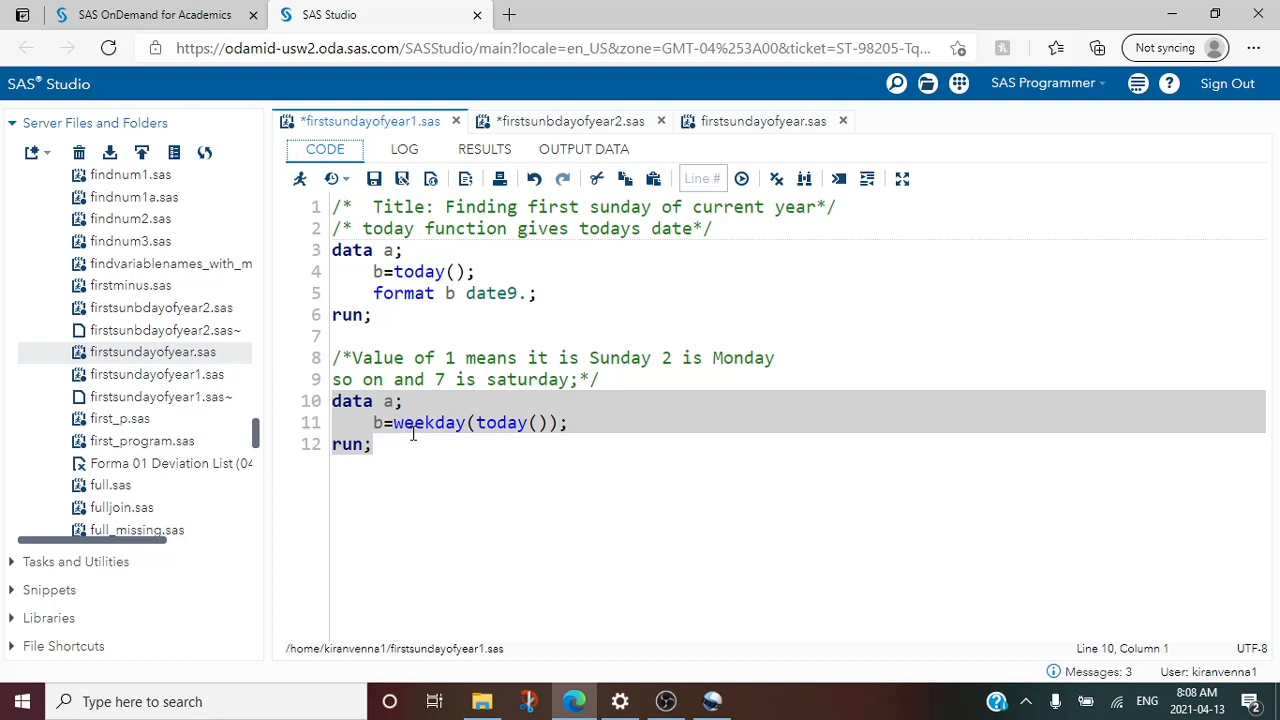 SAS OnDemand for Academics
SAS Studio
https://odamid-usw2.oda.sas.com/SASStudio/main?locale=en_US&zone=GMT-04%253A00&ticket=ST-98205-Tq...
Not syncing
SAS® Studio
SAS Programmer
Sign Out
Server Files and Folders
findnum1.sas
findnum1a.sas
findnum2.sas
findnum3.sas
findvariablenames_with_m
firstminus.sas
firstsunbdayofyear2.sas
firstsunbdayofyear2.sas~
firstsundayofyear.sas
firstsundayofyear1.sas
firstsundayofyear1.sas~
first_p.sas
first_program.sas
Forma 01 Deviation List (04
full.sas
fulljoin.sas
full_missing.sas
Tasks and Utilities
Snippets
Libraries
File Shortcuts
*firstsundayofyear1.sas
*firstsunbdayofyear2.sas
firstsundayofyear.sas
CODE LOG RESULTS OUTPUT DATA
Line #
1 /*  Title: Finding first sunday of current year*/
2 /* today function gives todays date*/
3 data a;
4 b=today();
5 format b date9.;
6 run;
7
8 /*Value of 1 means it is Sunday 2 is Monday
9 so on and 7 is saturday;*/
10 data a;
11 b=weekday(today());
12 run;
/home/kiranvenna1/firstsundayofyear1.sas
Line 10, Column 1
UTF-8
Messages: 3
User: kiranvenna1
Type here to search
ENG
8:08 AM
2021-04-13
2